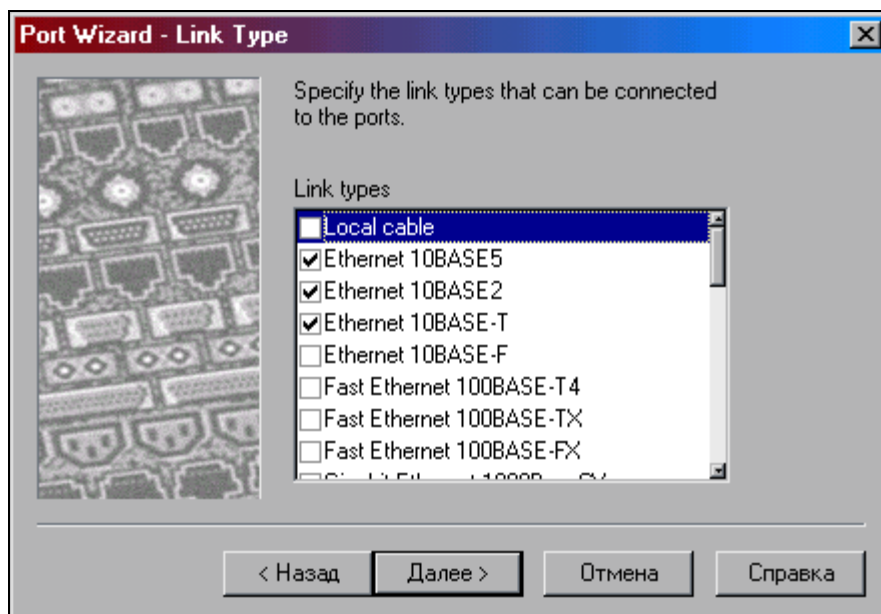 Port Wizard - Link Type
Specify the link types that can be connected
to the ports.
Link types
Local cable
Ethernet 10BASE5
Ethernet 10BASE2
Ethernet 10BASE-T
Ethernet 10BASE-F
Fast Ethernet 100BASE-T4
Fast Ethernet 100BASE-TX
Fast Ethernet 100BASE-FX
< Назад
Далее >
Отмена
Справка